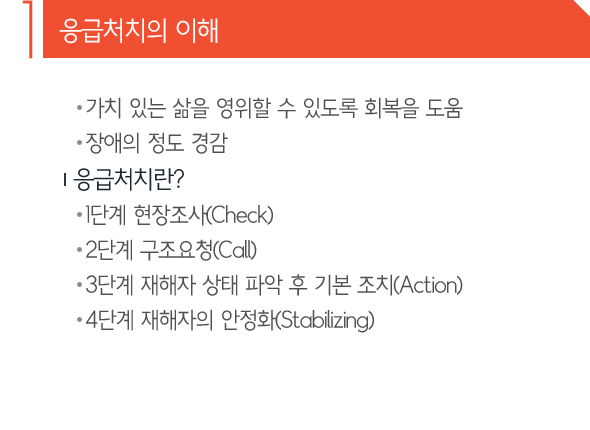 1 응급처치의 이해
• 가치 있는 삶을 영위할 수 있도록 회복을 도움
• 장애의 정도 경감
응급처치란?
• 1단계 현장조사(Check)
• 2단계 구조요청(Call)
• 3단계 재해자 상태 파악 후 기본 조치(Action)
• 4단계 재해자의 안정화(Stabilizing)